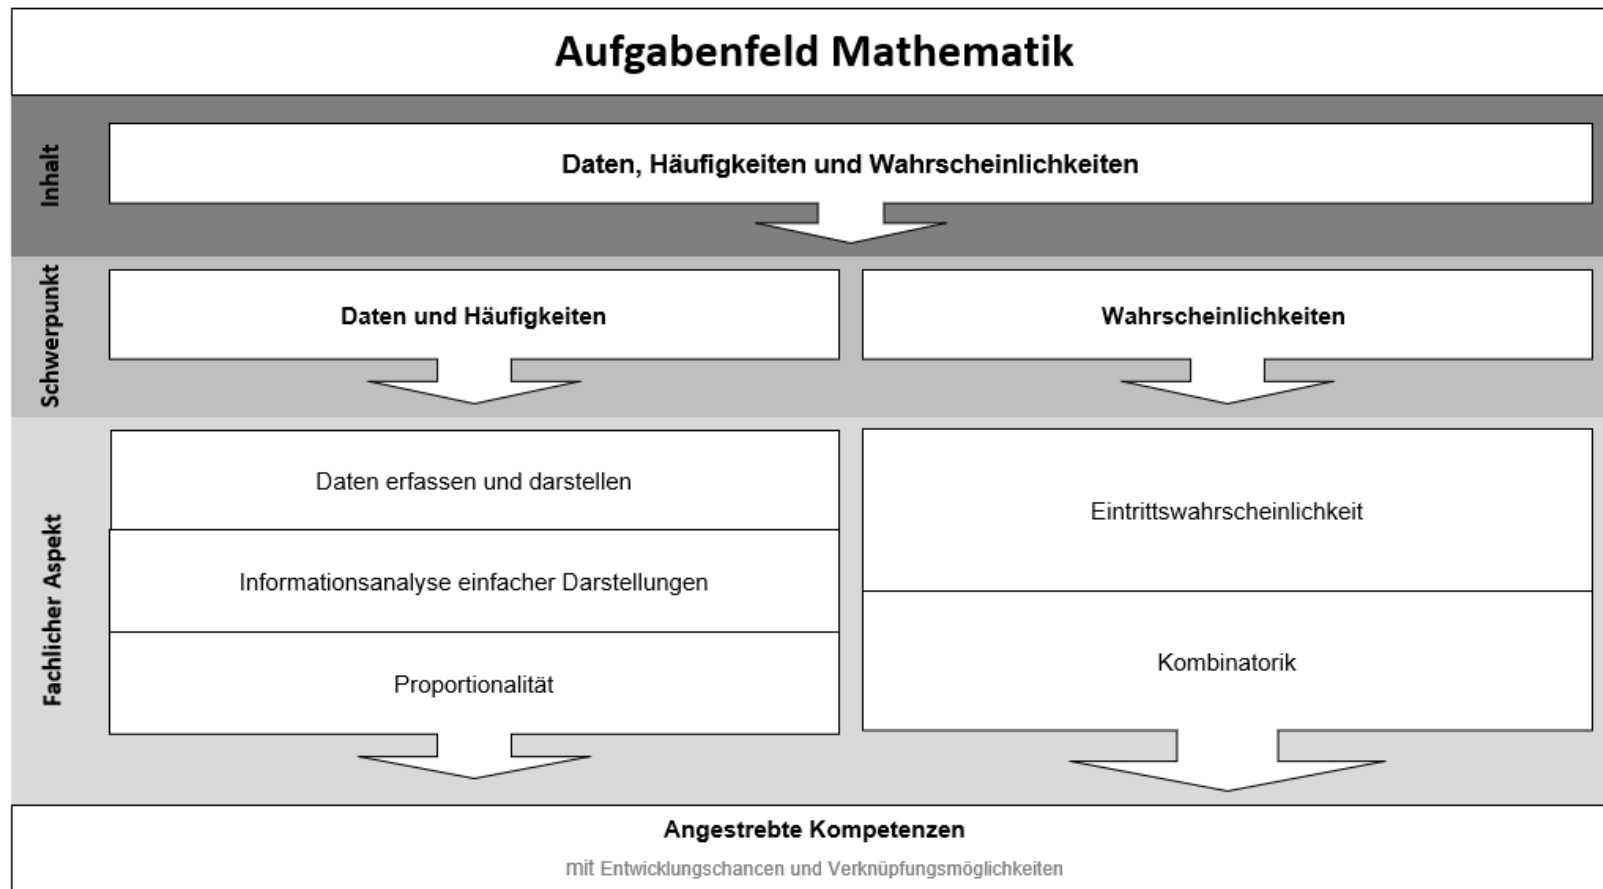 Aufgabenfeld Mathematik
Inhalt
Daten, Häufigkeiten und Wahrscheinlichkeiten
Schwerpunkt
Daten und Häufigkeiten
Wahrscheinlichkeiten
Fachlicher Aspekt
Daten erfassen und darstellen
Informationsanalyse einfacher Darstellungen
Proportionalität
Eintrittswahrscheinlichkeit
Kombinatorik
Angestrebte Kompetenzen
mit Entwicklungschancen und Verknüpfungsmöglichkeiten